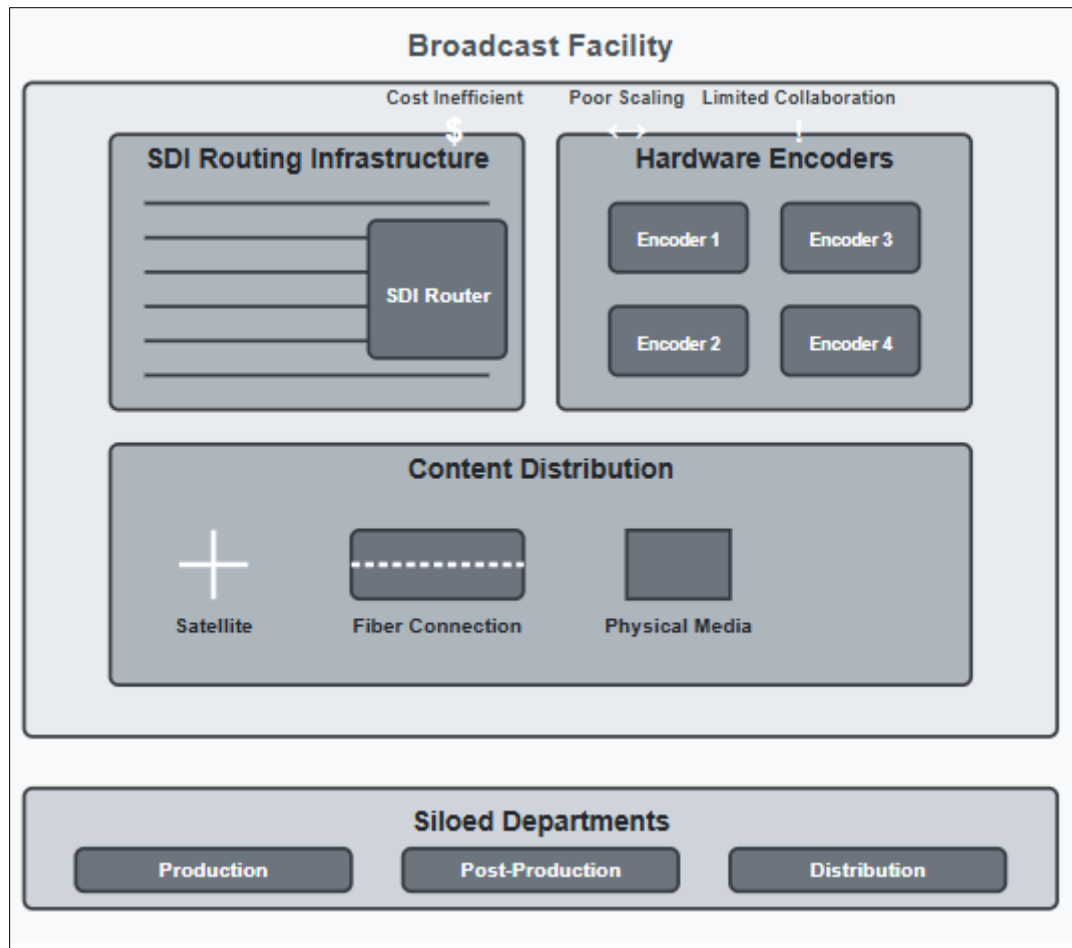 Broadcast Facility
Cost Inefficient
Poor Scaling
Limited Collaboration
$
!
SDI Routing Infrastructure
Hardware Encoders
SDI Router
Encoder 1
Encoder 3
Encoder 2
Encoder 4
Content Distribution
Satellite
Fiber Connection
Physical Media
Siloed Departments
Production
Post-Production
Distribution